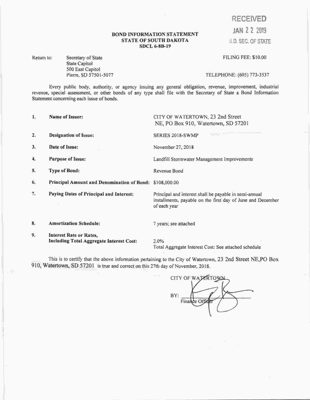 RECEIVED
JAN 22 2019
S.D. SEC. OF STATE
BOND INFORMATION STATEMENT
STATE OF SOUTH DAKOTA
SDCL 6-8B-19
Return to: Secretary of State FILING FEE: $10.00
State Capitol
500 East Capitol
Pierre, SD 57501-5077 TELEPHONE: (605) 773-3537
Every public body, authority, or agency issuing any general obligation, revenue, improvement, industrial
revenue, special assessment, or other bonds of any type shall file with the Secretary of State a Bond Information
Statement concerning each issue of bonds.
1. Name of Issuer: CITY OF WATERTOWN, 23 2nd Street
NE, PO Box 910, Watertown, SD 57201
2. Designation of Issue: SERIES 2018-SWMP
3. Date of Issue: November 27, 2018
4. Purpose of Issue: Landfill Stormwater Management Improvements
5. Type of Bond: Revenue Bond
6. Principal Amount and Denomination of Bond: $108,000.00
7. Paying Dates of Principal and Interest: Principal and interest shall be payable in semi-annual
installments, payable on the first day of June and December
of each year
8. Amortization Schedule: 7 years; see attached
9. Interest Rate or Rates,
Including Total Aggregate Interest Cost: 2.0%
Total Aggregate Interest Cost: See attached schedule
This is to certify that the above information pertaining to the City of Watertown, 23 2nd Street NE,PO Box
910, Watertown, SD 57201 is true and correct on this 27th day of November, 2018.
CITY OF WATERTOWN
BY:
Finance Officer